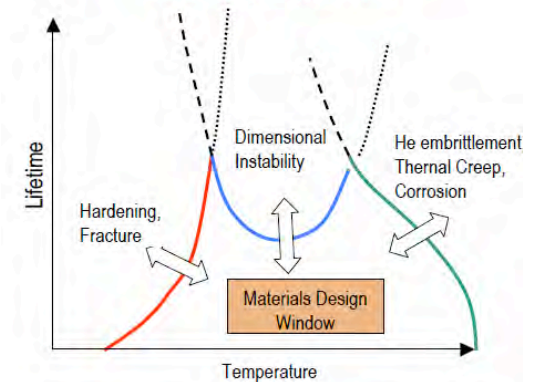 Lifetime
Dimensional
Instability
He embrittlement
Thernal Creep,
Corrosion
Hardening,
Fracture
Materials Design
Window
Temperature